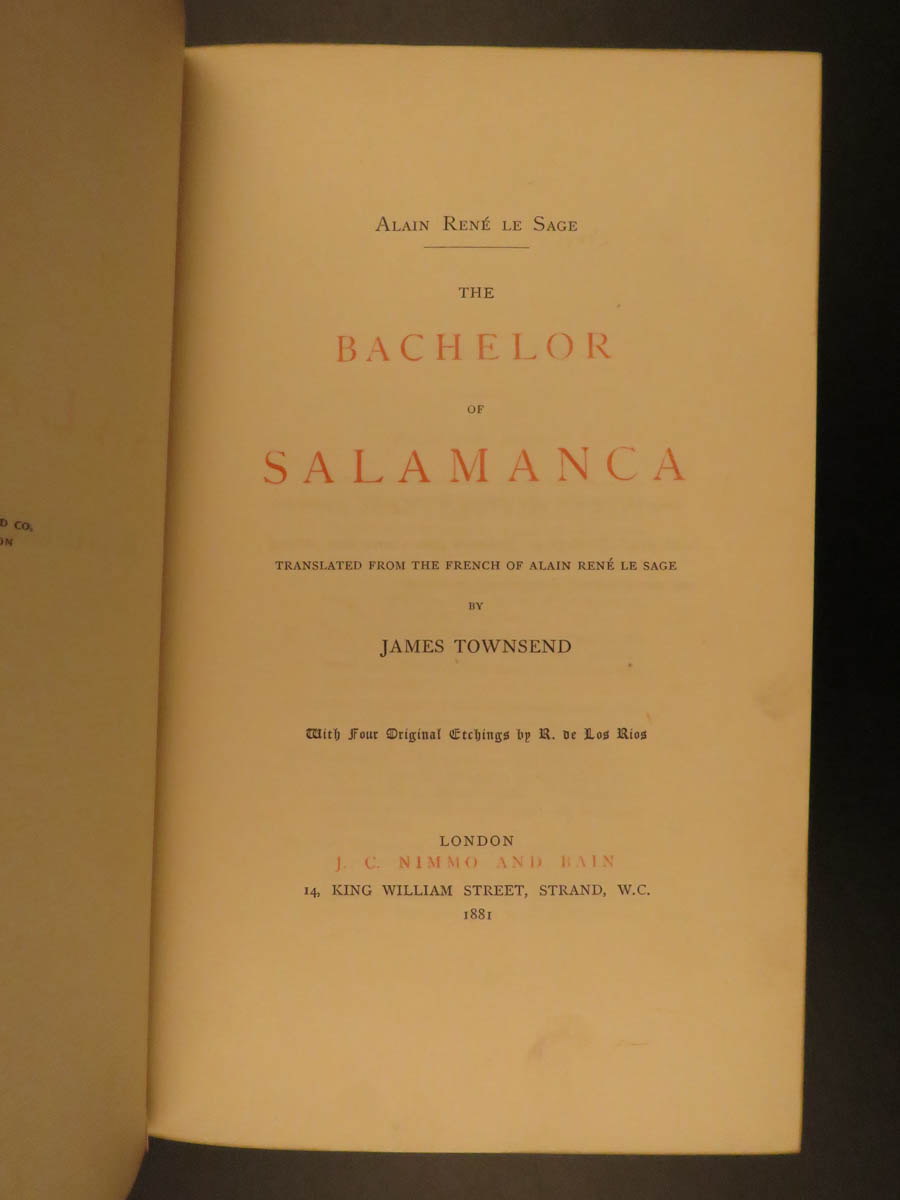 D CO,
ON
ALAIN RENÉ LE SAGE
THE
BACHELOR
OF
SALAMANCA
TRANSLATED FROM THE FRENCH OF ALAIN RENÉ LE SAGE
BY
JAMES TOWNSEND
With Four Original Etchings by R. de Los Rios
LONDON
J. C. NIMMO AND BAIN
14, KING WILLIAM STREET, STRAND, W.C.
1881